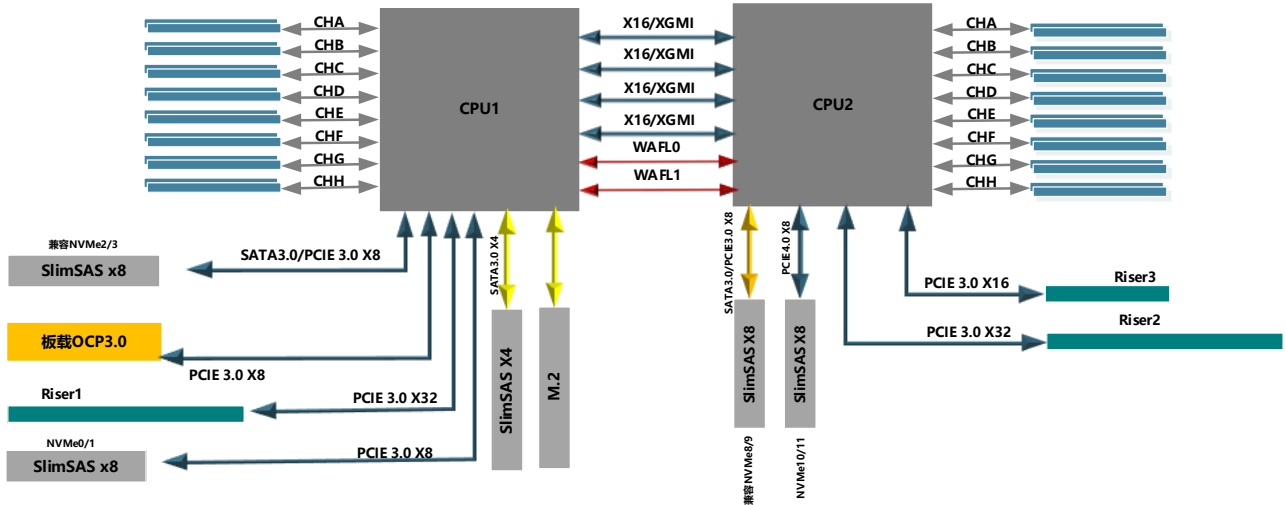 CHA
CHB
CHC
CHD
CHE
CHF
CHG
CHH
CPU1
X16/XGMI
X16/XGMI
X16/XGMI
X16/XGMI
WAFL0
WAFL1
CPU2
CHA
CHB
CHC
CHD
CHE
CHF
CHG
CHH
兼容NVMe2/3
SlimSAS x8
SATA3.0/PCIE 3.0 X8
板载OCP3.0
PCIE 3.0 X8
Riser1
PCIE 3.0 X32
NVMe0/1
SlimSAS x8
PCIE 3.0 X8
SATA3.0 X4
SlimSAS X4
M.2
SATA3.0/PCIE3.0 X8
SlimSAS X8
兼容NVMe8/9
PCIE4.0 X8
SlimSAS X8
NVMe10/11
PCIE 3.0 X16
Riser3
PCIE 3.0 X32
Riser2